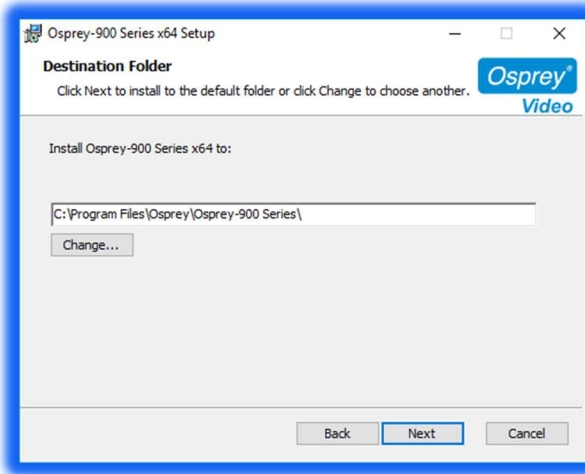 Osprey-900 Series x64 Setup
Destination Folder
Click Next to install to the default folder or click Change to choose another.
Osprey®
Video
Install Osprey-900 Series x64 to:
C:\Program Files\Osprey\Osprey-900 Series\
Change...
Back Next Cancel